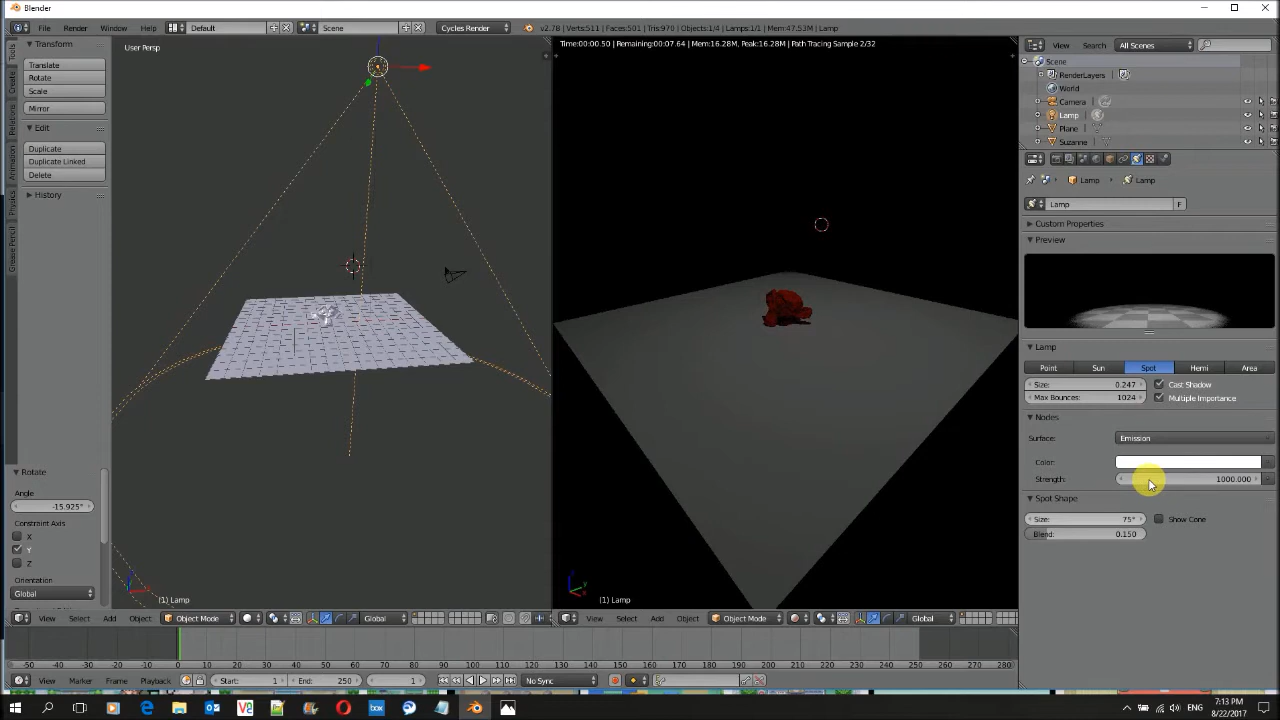 Blender
File Render Window Help Default Scene Cycles Render v2.78 | Verts:511 | Faces:501 | Tris:970 | Objects:1/4 | Lamps:1/1 | Mem:47.53M | Lamp
Tools
Create
Relations
Animation
Physics
Grease Pencil
Transform
Translate
Rotate
Scale
Mirror
Edit
Duplicate
Duplicate Linked
Delete
History
Rotate
Angle
-15.925°
Constraint Axis
X
Y
Z
Orientation
Global
User Persp
(1) Lamp
View Select Add Object Object Mode Global
Time:00:00.50 | Remaining:00:07.64 | Mem:16.28M, Peak:16.28M | Path Tracing Sample 2/32
(1) Lamp
View Select Add Object Object Mode Global
View Search All Scenes
Scene
RenderLayers
World
Camera
Lamp
Plane
Suzanne
Lamp Lamp
Lamp F
Custom Properties
Preview
Lamp
Point Sun Spot Hemi Area
Size: 0.247 Cast Shadow
Max Bounces: 1024 Multiple Importance
Nodes
Surface: Emission
Color:
Strength: 1000.000
Spot Shape
Size: 75° Show Cone
Blend: 0.150
-50 -40 -30 -20 -10 0 10 20 30 40 50 60 70 80 90 100 110 120 130 140 150 160 170 180 190 200 210 220 230 240 250 260 270 280
View Marker Frame Playback Start: 1 End: 250 1 No Sync
box ENG 7:13 PM
8/22/2017